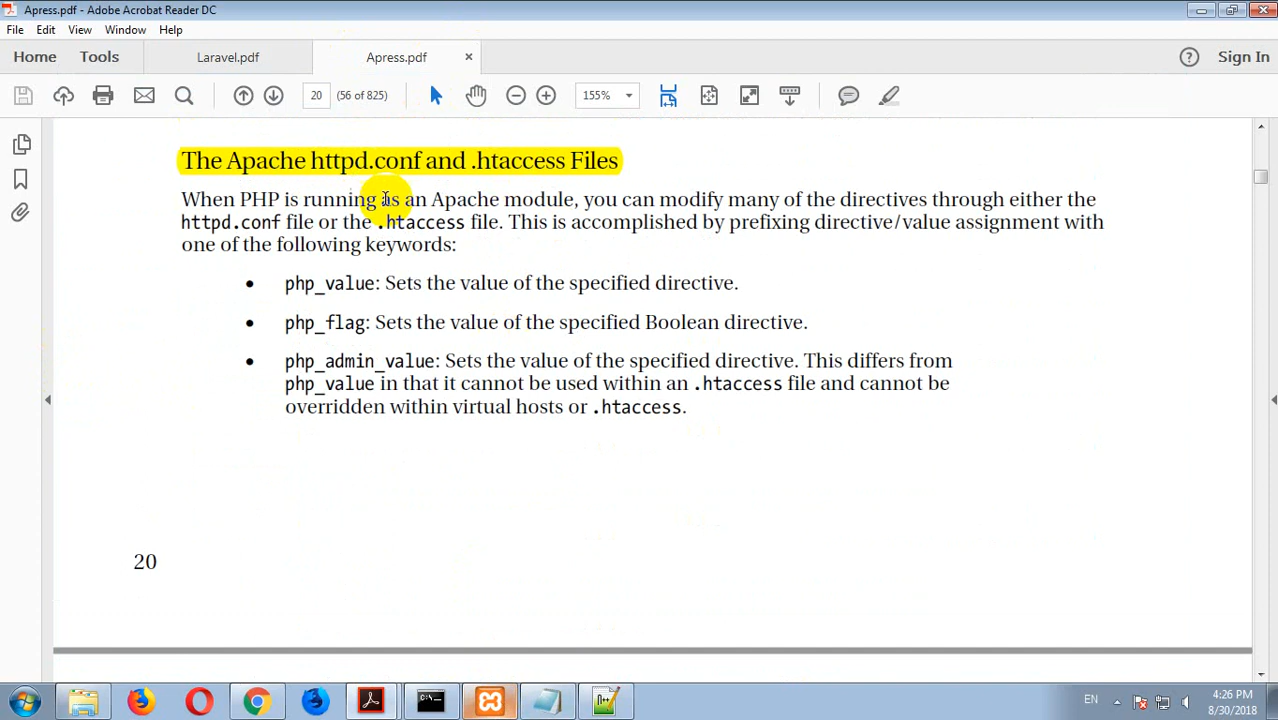 Apress.pdf - Adobe Acrobat Reader DC
File Edit View Window Help
Home Tools Laravel.pdf Apress.pdf × ? Sign In
20 (56 of 825) 155%
The Apache httpd.conf and .htaccess Files
When PHP is running as an Apache module, you can modify many of the directives through either the
httpd.conf file or the .htaccess file. This is accomplished by prefixing directive/value assignment with
one of the following keywords:
• php_value: Sets the value of the specified directive.
• php_flag: Sets the value of the specified Boolean directive.
• php_admin_value: Sets the value of the specified directive. This differs from
php_value in that it cannot be used within an .htaccess file and cannot be
overridden within virtual hosts or .htaccess.
20
EN
4:26 PM
8/30/2018